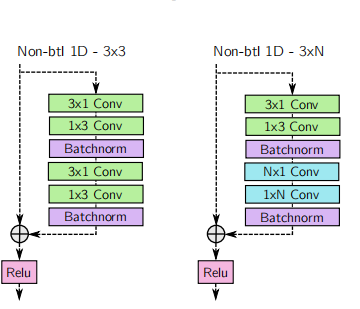 Non-btl 1D - 3x3
3x1 Conv
1x3 Conv
Batchnorm
3x1 Conv
1x3 Conv
Batchnorm
Relu
Non-btl 1D - 3xN
3x1 Conv
1x3 Conv
Batchnorm
Nx1 Conv
1xN Conv
Batchnorm
Relu